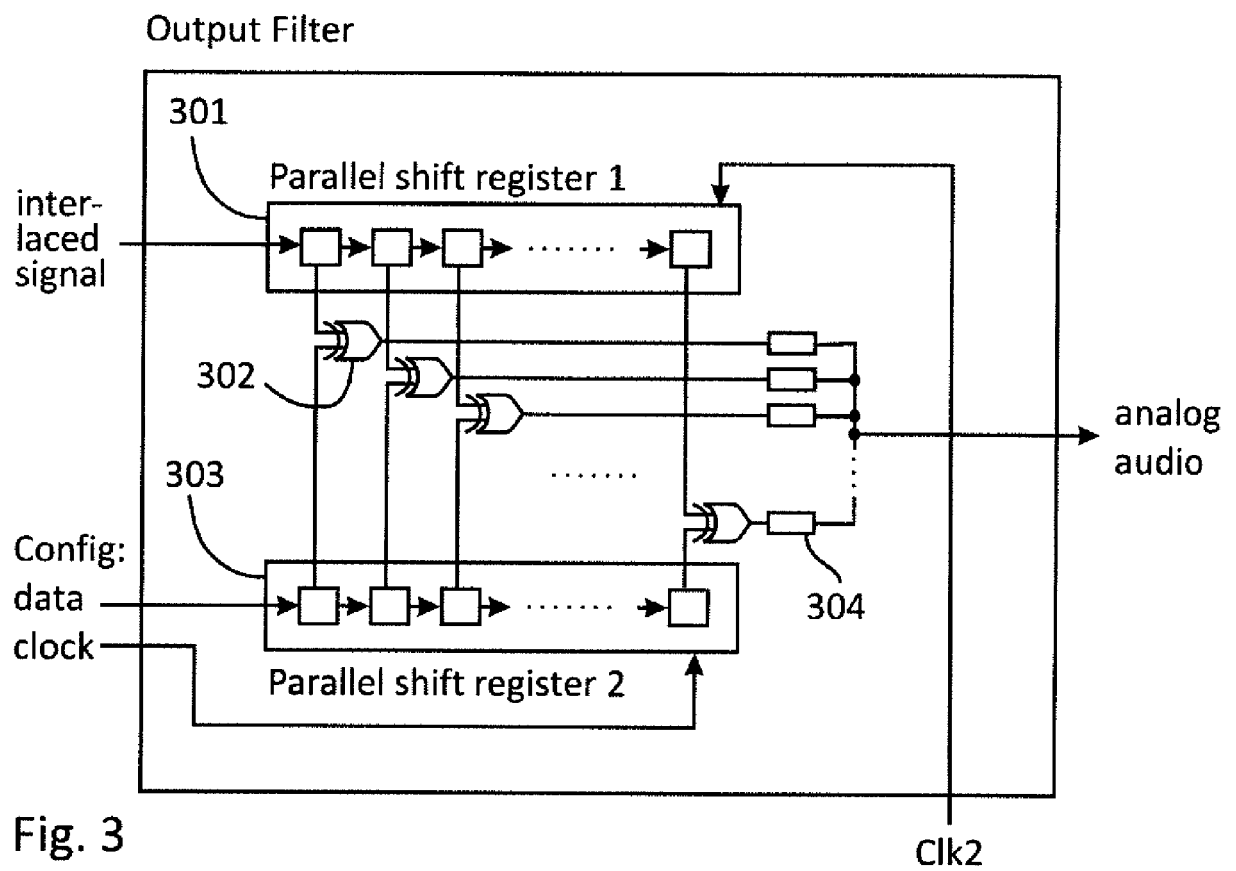 Output Filter
301
Parallel shift register 1
inter-
laced
signal
302
analog
audio
303
Config:
data
clock
304
Parallel shift register 2
Fig. 3
Clk2